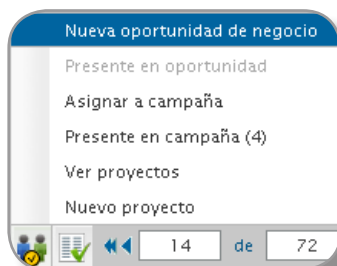 Nueva oportunidad de negocio
Presente en oportunidad
Asignar a campaña
Presente en campaña (4)
Ver proyectos
Nuevo proyecto
14 de 72